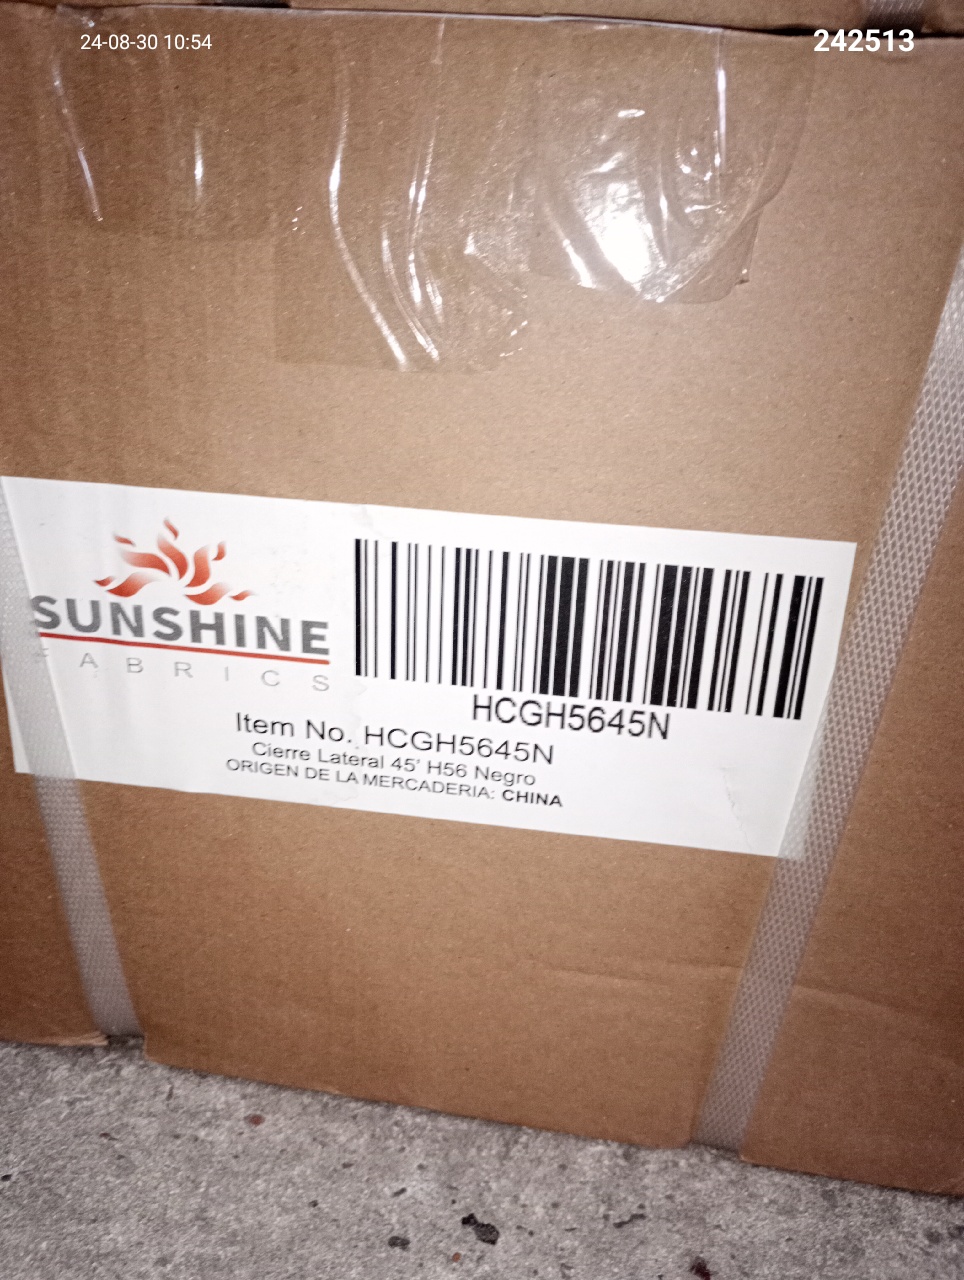 24-08-30 10:54
242513
SUNSHINE
FABRICS
HCGH5645N
Item No. HCGH5645N
Cierre Lateral 45' H56 Negro
ORIGEN DE LA MERCADERIA: CHINA